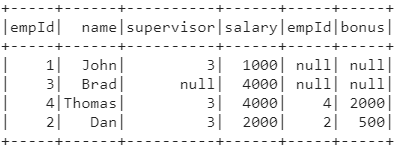 +-----+------+----------+------+-----+-----+
|empId|  name|supervisor|salary|empId|bonus|
+-----+------+----------+------+-----+-----+
|    1|  John|         3|  1000| null| null|
|    3|  Brad|      null|  4000| null| null|
|    4|Thomas|         3|  4000|    4| 2000|
|    2|   Dan|         3|  2000|    2|  500|
+-----+------+----------+------+-----+-----+